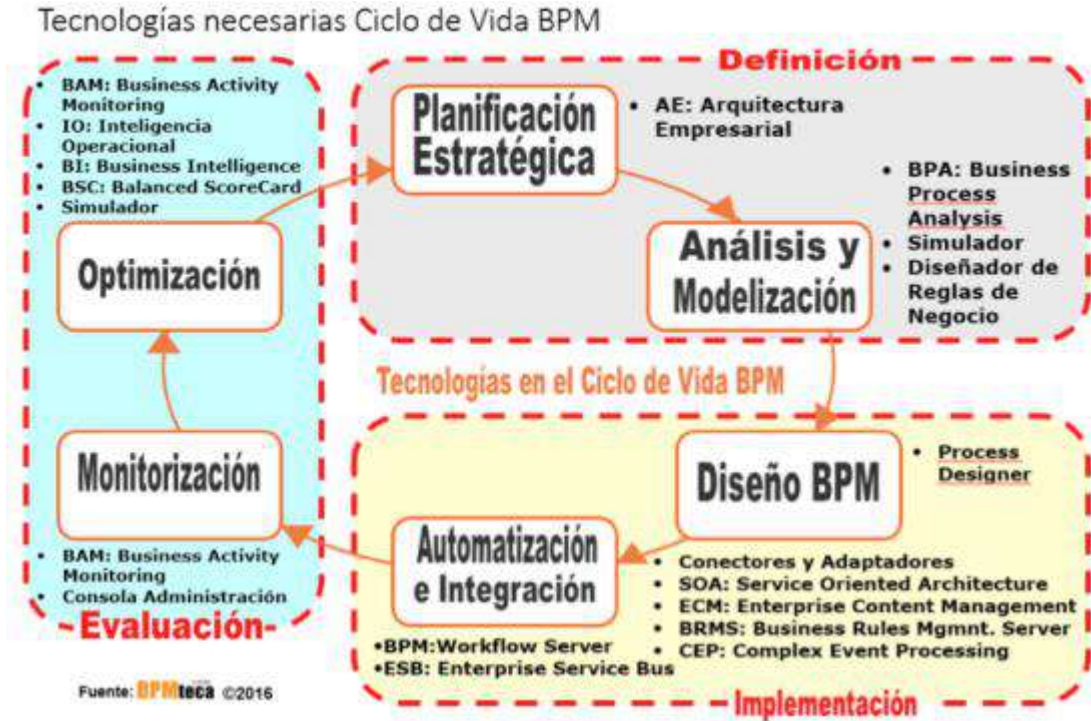 Tecnologías necesarias Ciclo de Vida BPM
Definición
Planificación
Estratégica
• AE: Arquitectura
Empresarial
Análisis y
Modelización
• BPA: Business
Process
Analysis
• Simulador
• Diseñador de
Reglas de
Negocio
Tecnologías en el Ciclo de Vida BPM
Diseño BPM
• Process
Designer
Automatización
e Integración
• Conectores y Adaptadores
• SOA: Service Oriented Architecture
• ECM: Enterprise Content Management
• BRMS: Business Rules Mgmnt. Server
• CEP: Complex Event Processing
•BPM:Workflow Server
•ESB: Enterprise Service Bus
Implementación
• BAM: Business Activity
Monitoring
• IO: Inteligencia
Operacional
• BI: Business Intelligence
• BSC: Balanced ScoreCard
• Simulador
Optimización
Monitorización
• BAM: Business Activity
Monitoring
• Consola Administración
Evaluación
Fuente: BPMteca ©2016